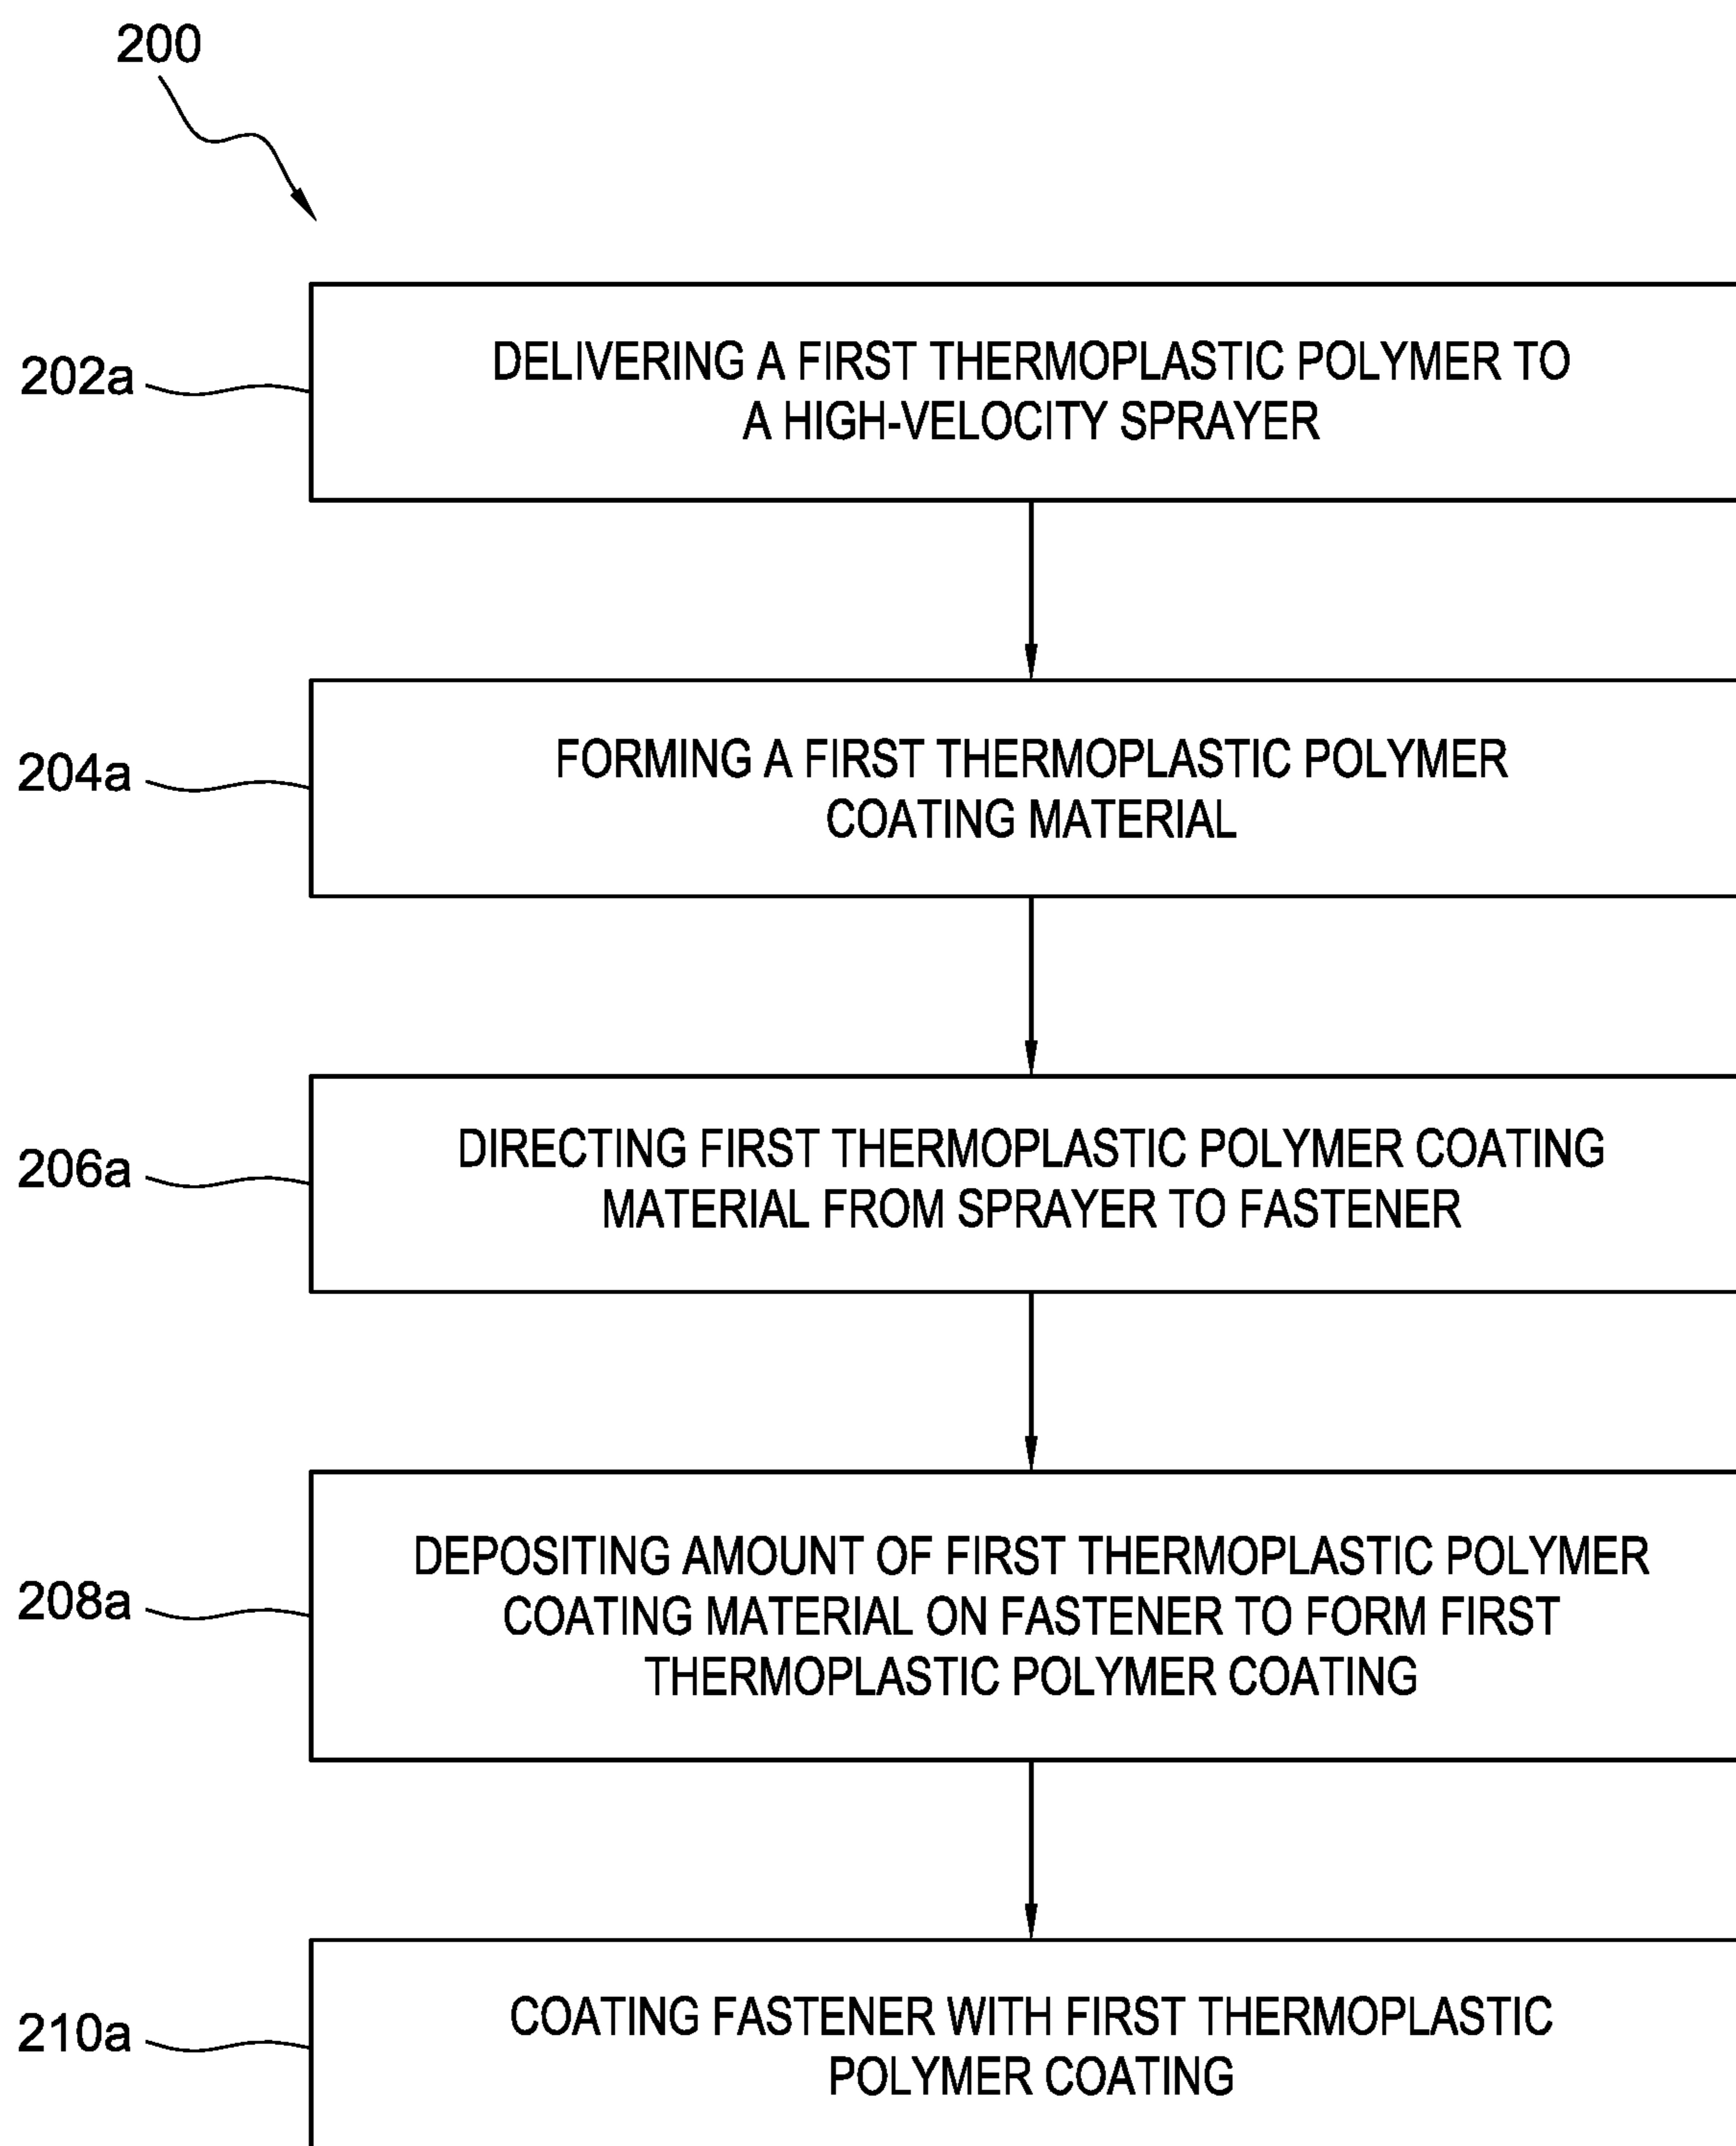 200
202a
DELIVERING A FIRST THERMOPLASTIC POLYMER TO
A HIGH-VELOCITY SPRAYER
204a
FORMING A FIRST THERMOPLASTIC POLYMER
COATING MATERIAL
206a
DIRECTING FIRST THERMOPLASTIC POLYMER COATING
MATERIAL FROM SPRAYER TO FASTENER
208a
DEPOSITING AMOUNT OF FIRST THERMOPLASTIC POLYMER
COATING MATERIAL ON FASTENER TO FORM FIRST
THERMOPLASTIC POLYMER COATING
210a
COATING FASTENER WITH FIRST THERMOPLASTIC
POLYMER COATING